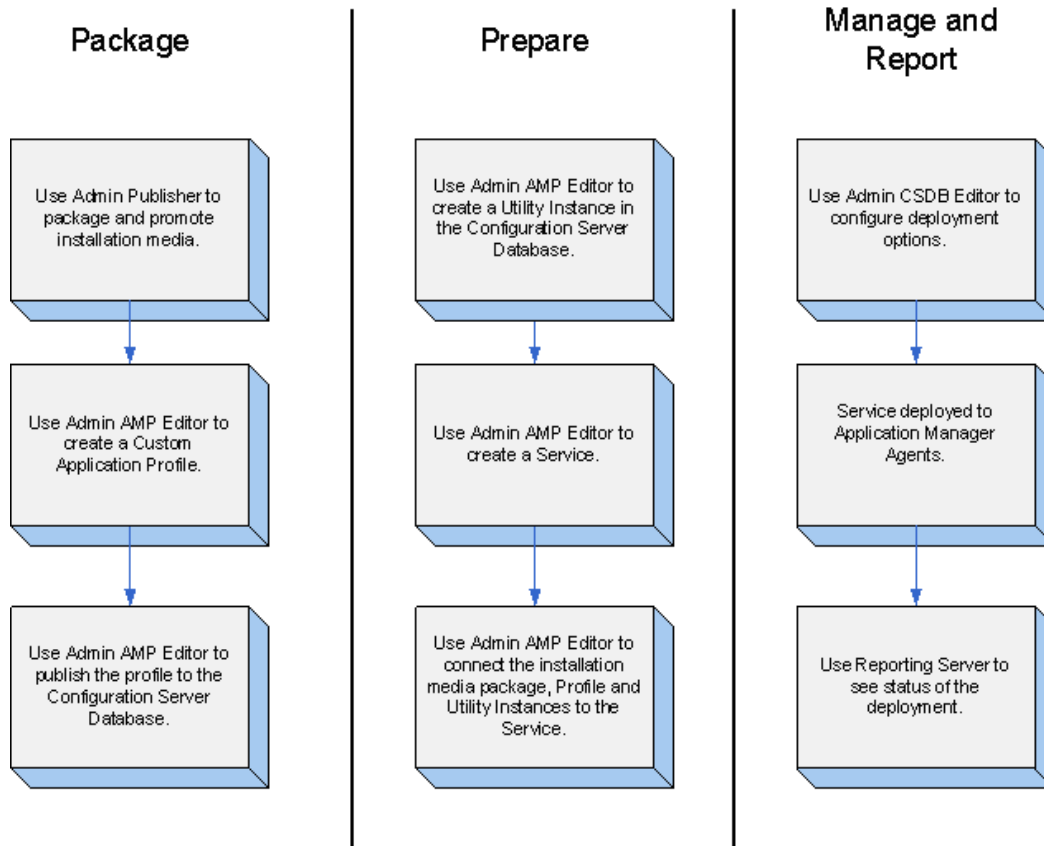 Package
Use Admin Publisher to
package and promote
installation media.
Use Admin AMP Editor to
create a Custom
Application Profile.
Use Admin AMP Editor to
publish the profile to the
Configuration Server
Database.
Prepare
Use Admin AMP Editor to
create a Utility Instance in
the Configuration Server
Database.
Use Admin AMP Editor to
create a Service.
Use Admin AMP Editor to
connect the installation
media package, Profile and
Utility Instances to the
Service.
Manage and
Report
Use Admin CSDB Editor to
configure deployment
options.
Service deployed to
Application Manager
Agents.
Use Reporting Server to
see status of the
deployment.